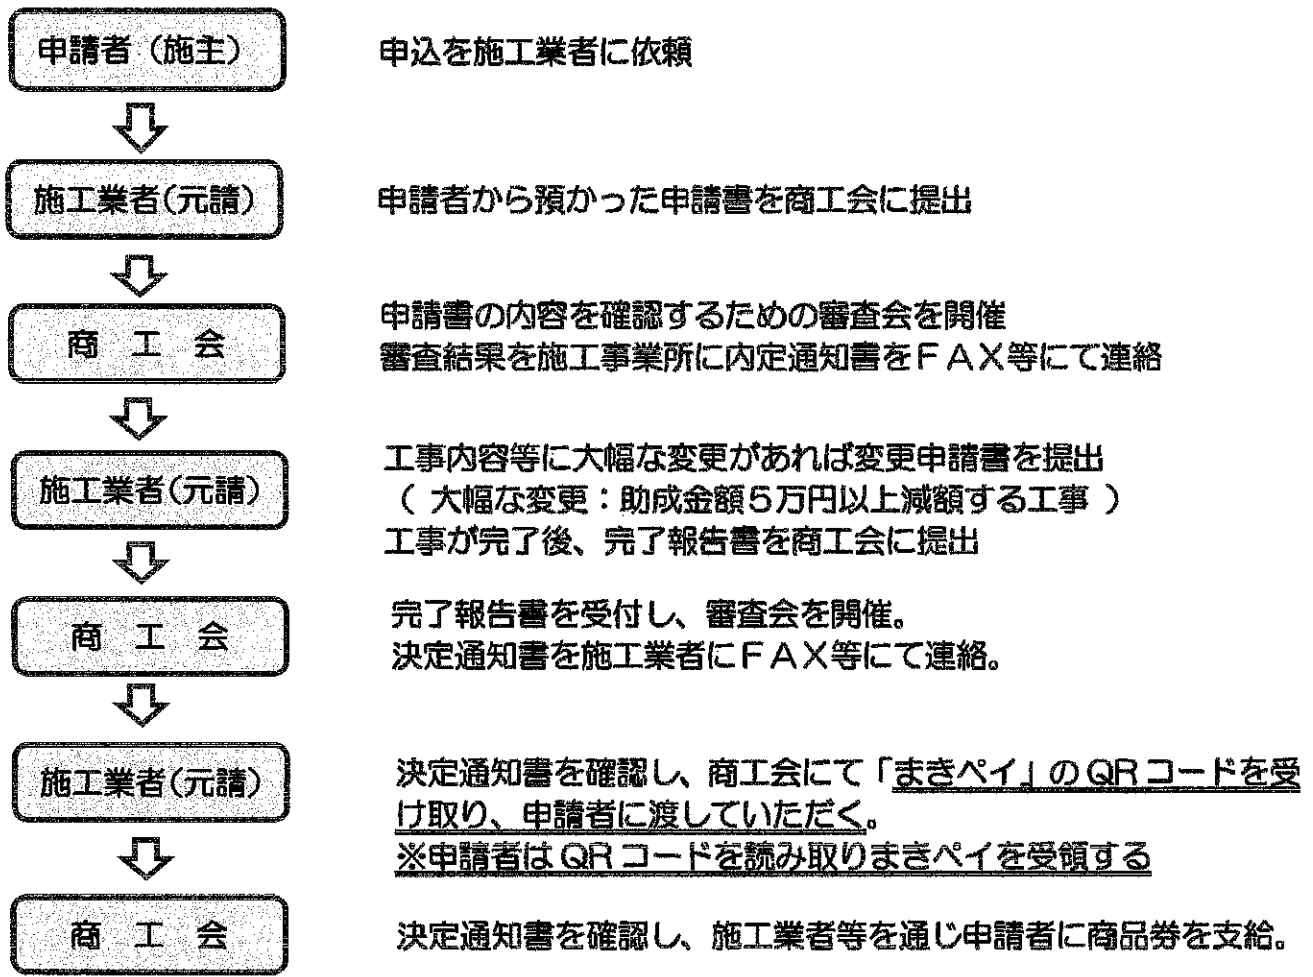 申請者（施主）
申込を施工業者に依頼
施工業者(元請)
申請者から預かった申請書を商工会に提出
商　工　会
申請書の内容を確認するための審査会を開催
審査結果を施工事業所に内定通知書をＦＡＸ等にて連絡
施工業者(元請)
工事内容等に大幅な変更があれば変更申請書を提出
（ 大幅な変更：助成金額５万円以上減額する工事 ）
工事が完了後、完了報告書を商工会に提出
商　工　会
完了報告書を受付し、審査会を開催。
決定通知書を施工業者にＦＡＸ等にて連絡。
施工業者(元請)
決定通知書を確認し、商工会にて「まきペイ」のQRコードを受
け取り、申請者に渡していただく。
※申請者はQRコードを読み取りまきペイを受領する
商　工　会
決定通知書を確認し、施工業者等を通じ申請者に商品券を支給。